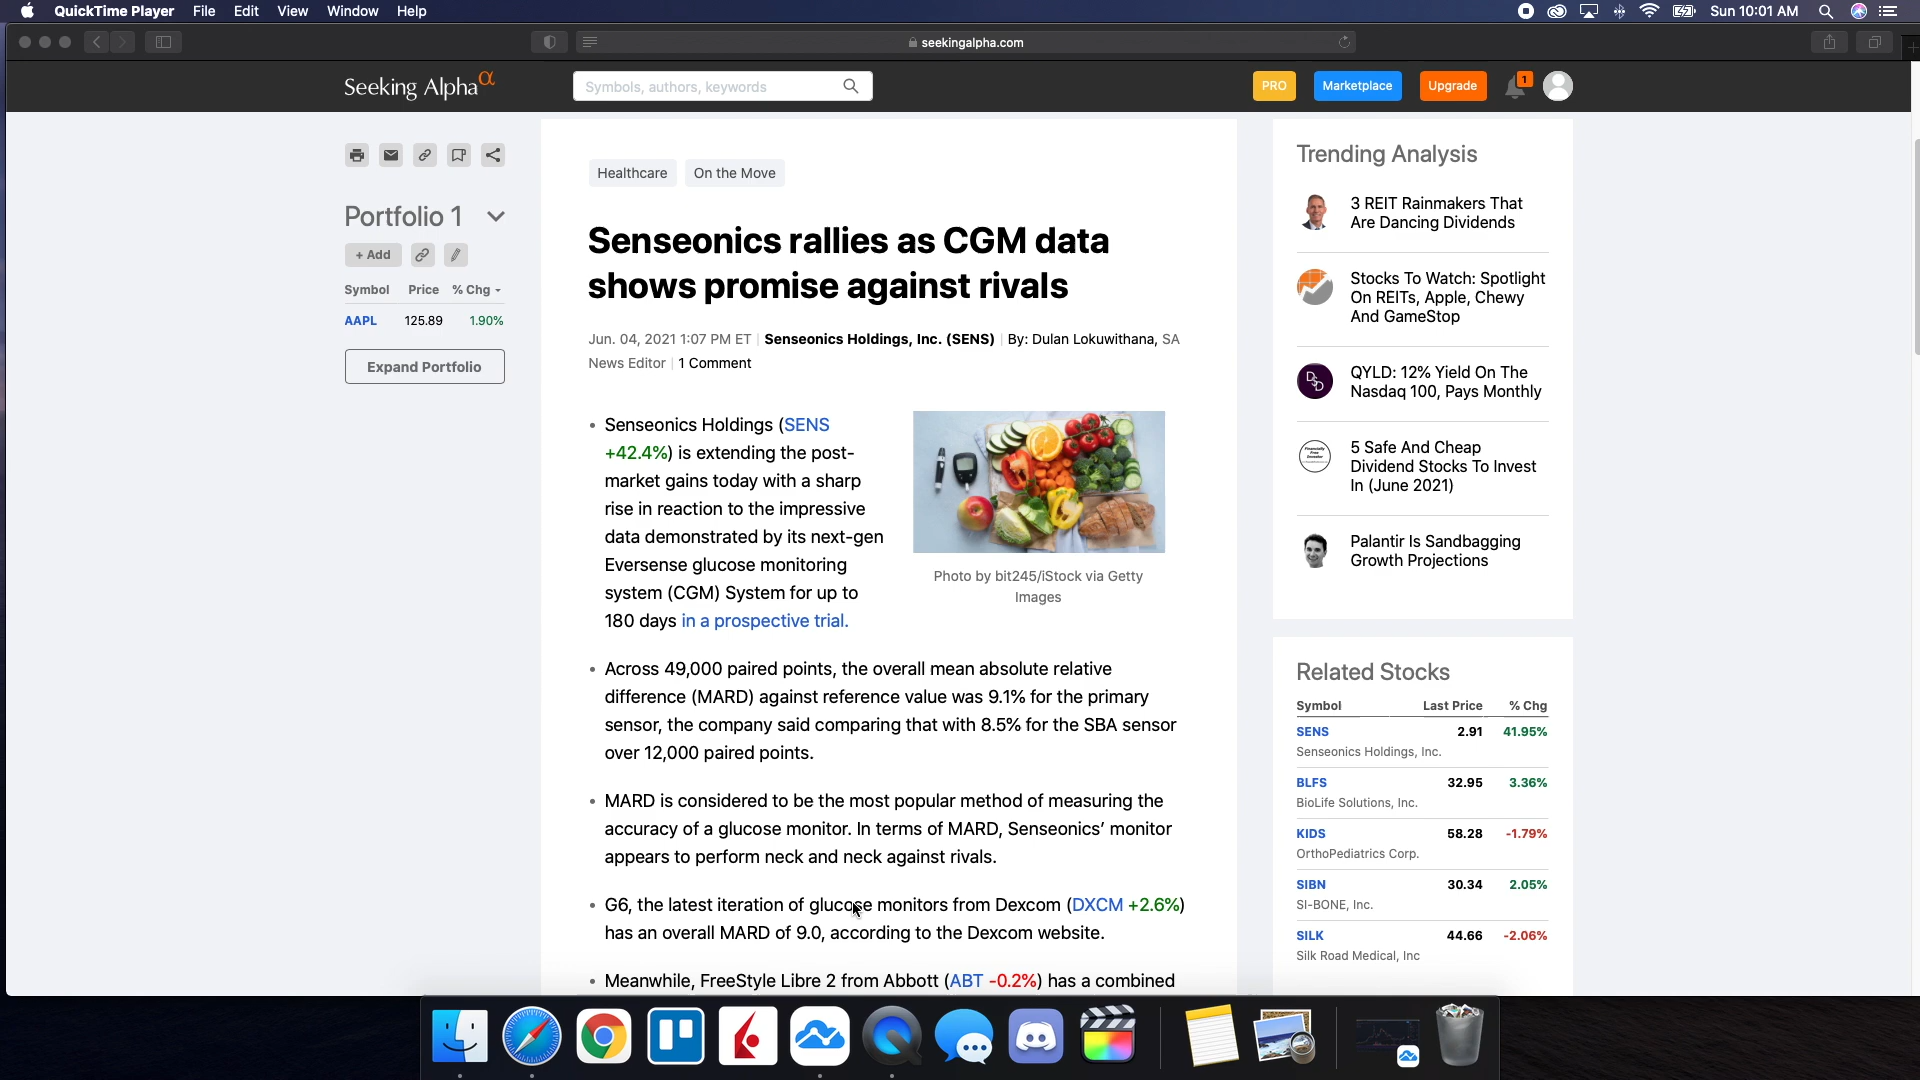 QuickTime Player File Edit View Window Help
Sun 10:01 AM
seekingalpha.com
Seeking Alpha α
Symbols, authors, keywords
PRO
Marketplace
Upgrade
1
Portfolio 1
+ Add
Symbol Price % Chg
AAPL 125.89 1.90%
Expand Portfolio
Healthcare
On the Move
Senseonics rallies as CGM data
shows promise against rivals
Jun. 04, 2021 1:07 PM ET | Senseonics Holdings, Inc. (SENS) | By: Dulan Lokuwithana, SA
News Editor | 1 Comment
• Senseonics Holdings (SENS
+42.4%) is extending the post-
market gains today with a sharp
rise in reaction to the impressive
data demonstrated by its next-gen
Eversense glucose monitoring
system (CGM) System for up to
180 days in a prospective trial.
Photo by bit245/iStock via Getty
Images
• Across 49,000 paired points, the overall mean absolute relative
difference (MARD) against reference value was 9.1% for the primary
sensor, the company said comparing that with 8.5% for the SBA sensor
over 12,000 paired points.
• MARD is considered to be the most popular method of measuring the
accuracy of a glucose monitor. In terms of MARD, Senseonics’ monitor
appears to perform neck and neck against rivals.
• G6, the latest iteration of glucose monitors from Dexcom (DXCM +2.6%)
has an overall MARD of 9.0, according to the Dexcom website.
• Meanwhile, FreeStyle Libre 2 from Abbott (ABT -0.2%) has a combined
Trending Analysis
3 REIT Rainmakers That
Are Dancing Dividends
Stocks To Watch: Spotlight
On REITs, Apple, Chewy
And GameStop
QYLD: 12% Yield On The
Nasdaq 100, Pays Monthly
5 Safe And Cheap
Dividend Stocks To Invest
In (June 2021)
Palantir Is Sandbagging
Growth Projections
Related Stocks
Symbol Last Price % Chg
SENS 2.91 41.95%
Senseonics Holdings, Inc.
BLFS 32.95 3.36%
BioLife Solutions, Inc.
KIDS 58.28 -1.79%
OrthoPediatrics Corp.
SIBN 30.34 2.05%
SI-BONE, Inc.
SILK 44.66 -2.06%
Silk Road Medical, Inc